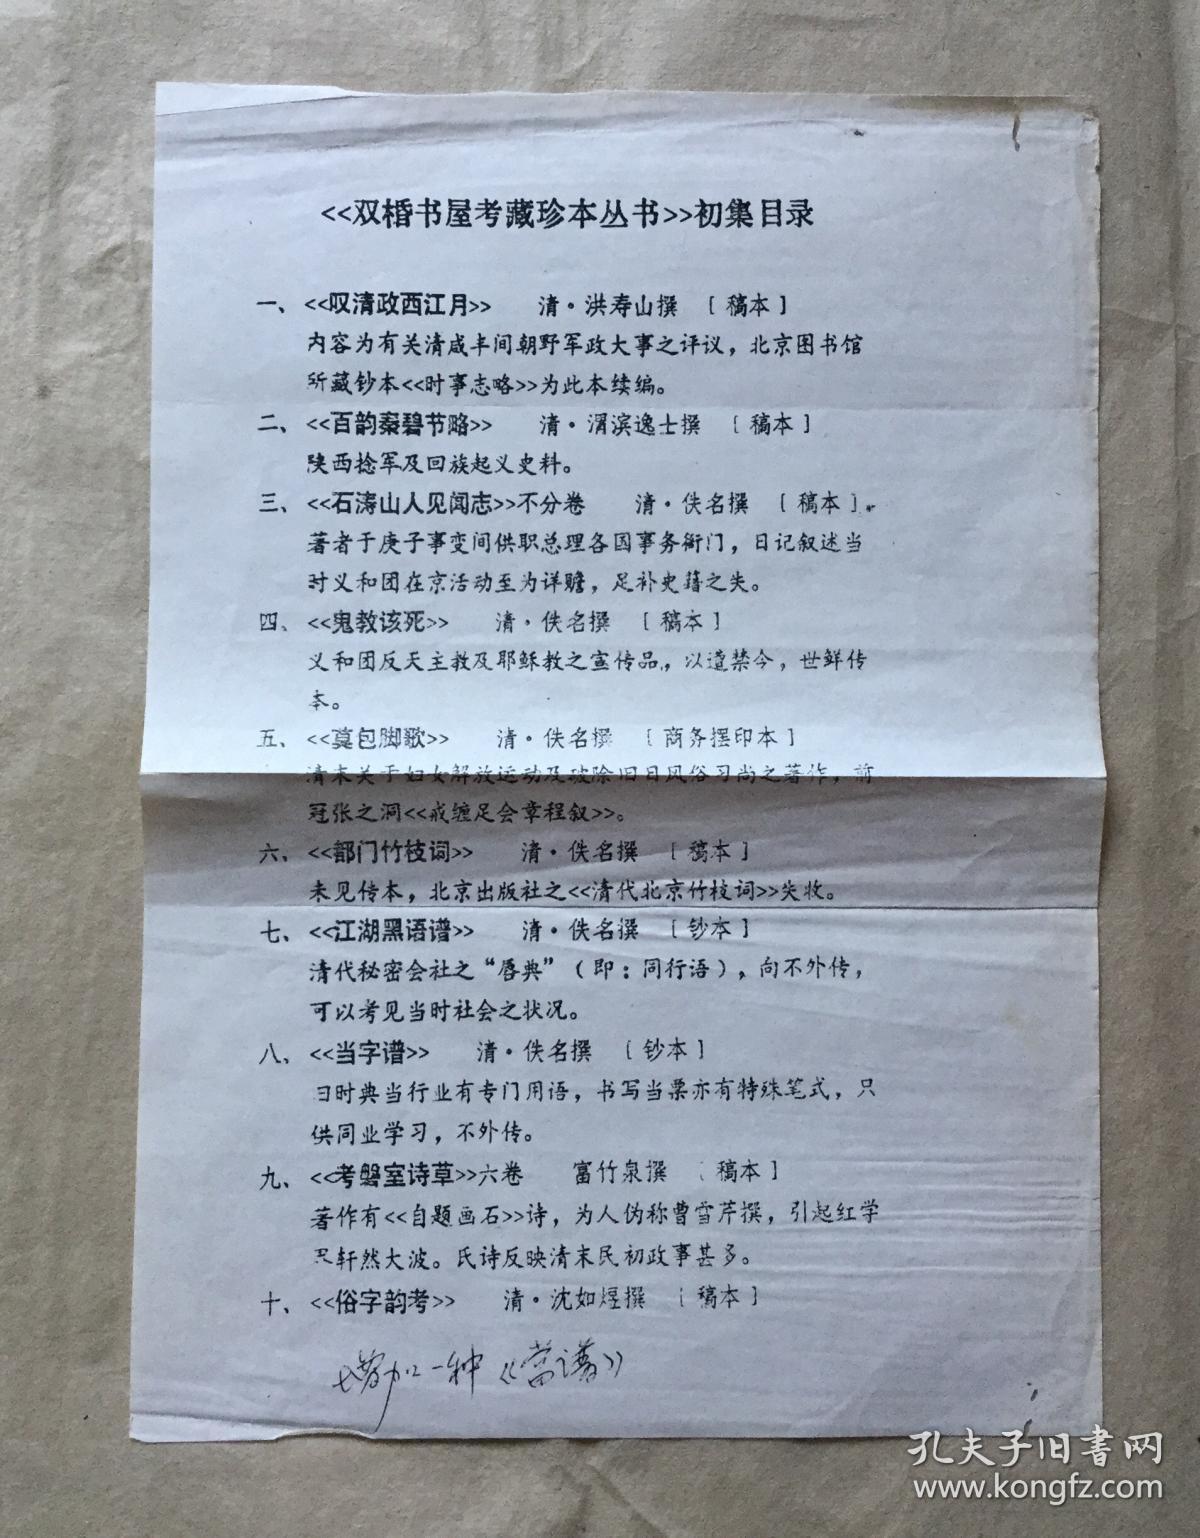 <<双楿书屋考藏珍本丛书>>初集目录
一、<<叹清政西江月>> 清·洪寿山撰 [稿本]
内容为有关清咸丰间朝野军政大事之评议，北京图书馆
所藏钞本<<时事志略>>为此本续编。
二、<<百韵秦碧节略>> 清·渭滨逸士撰 [稿本]
陕西捻军及回族起义史料。
三、<<石涛山人见闻志>>不分卷 清·佚名撰 [稿本]
著者于庚子事变间供职总理各国事务衙门，日记叙述当
时义和团在京活动至为详赡，足补史籍之失。
四、<<鬼教该死>> 清·佚名撰 [稿本]
义和团反天主教及耶稣教之宣传品，以遭禁令，世鲜传
本。
五、<<莫包脚歌>> 清·佚名撰 [商务摆印本]
清末关于妇女解放运动及破除旧日风俗习尚之著作，前
冠张之洞<<戒缠足会章程叙>>。
六、<<都门竹枝词>> 清·佚名撰 [稿本]
未见传本，北京出版社之<<清代北京竹枝词>>失收。
七、<<江湖黑语谱>> 清·佚名撰 [钞本]
清代秘密会社之“唇典”（即：同行语），向不外传，
可以考见当时社会之状况。
八、<<当字谱>> 清·佚名撰 [钞本]
旧时典当行业有专门用语，书写当票亦有特殊笔式，只
供同业学习，不外传。
九、<<考磐室诗草>>六卷 富竹泉撰 [稿本]
著作有<<自题画石>>诗，为人伪称曹雪芹撰，引起红学
界轩然大波。氏诗反映清末民初政事甚多。
十、<<俗字韵考>> 清·沈如煜撰 [稿本]
增加一种《当谱》
孔夫子旧書网
www.kongfz.com